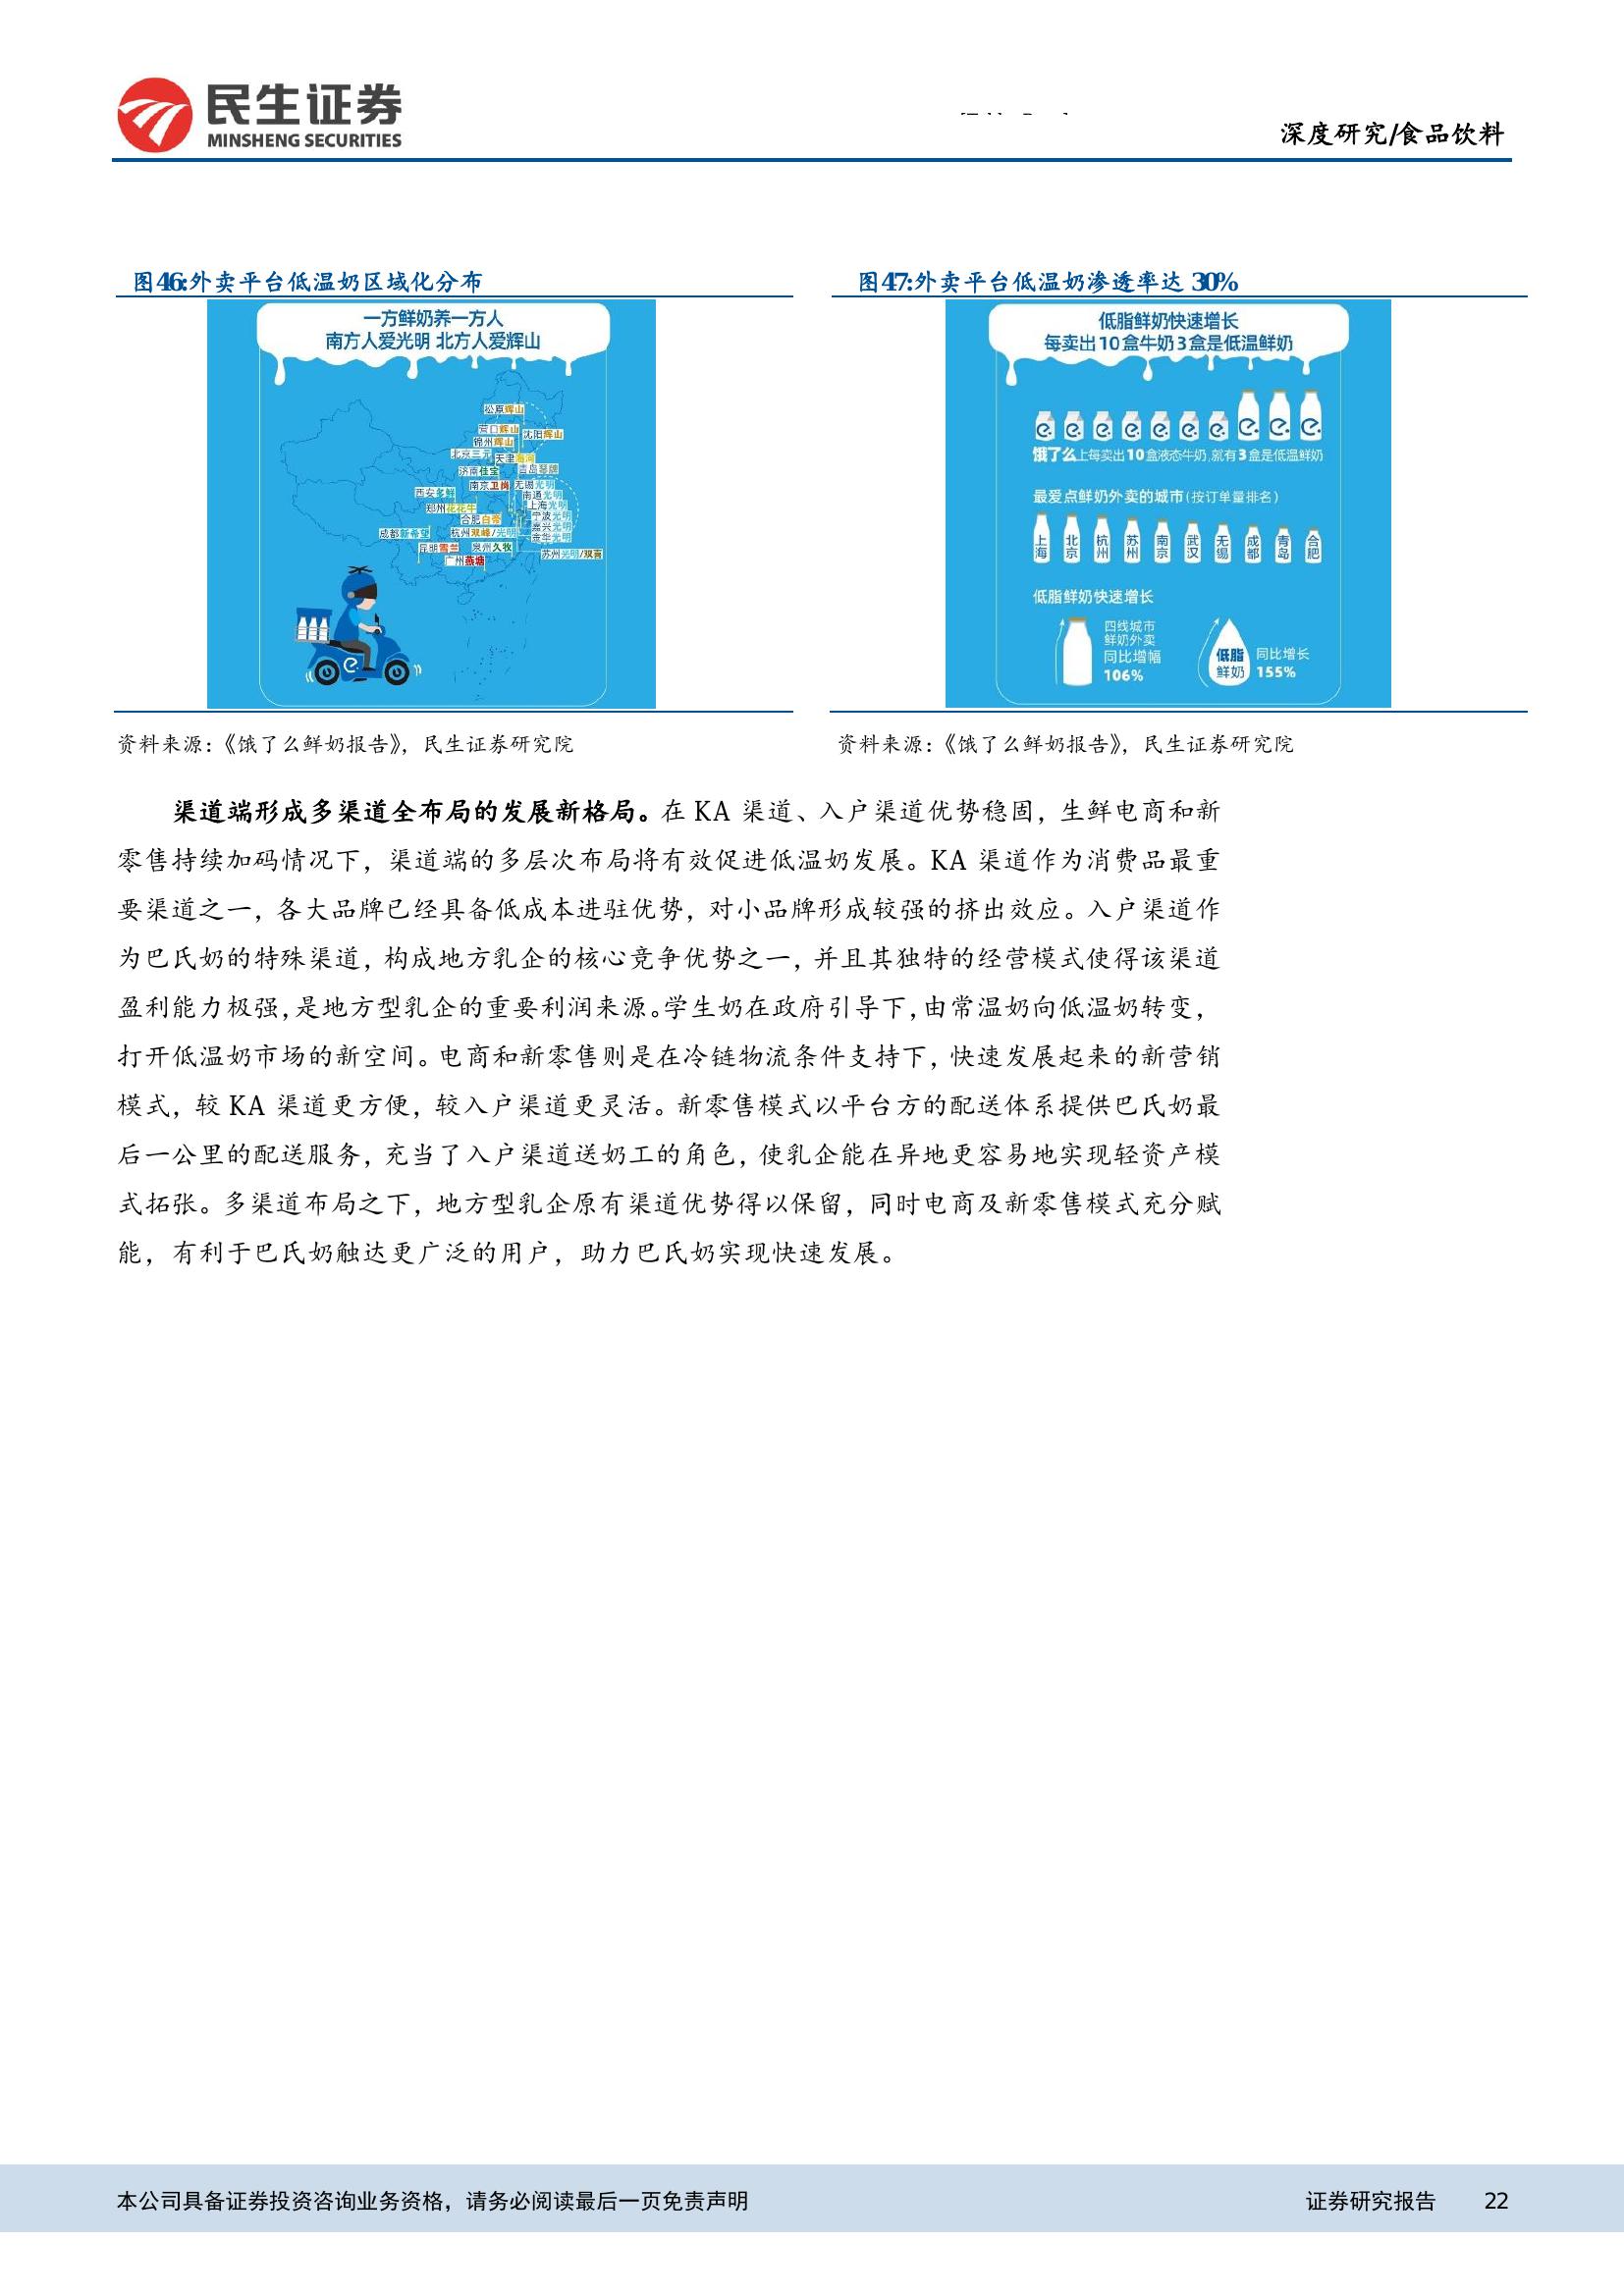 民生证券
MINSHENG SECURITIES
深度研究/食品饮料
图46:外卖平台低温奶区域化分布
一方鲜奶养一方人
南方人爱光明 北方人爱辉山
松原辉山
营口辉山
沈阳辉山
锦州辉山
北京三元
天津海河
济南佳宝
青岛琴牌
南京卫岗
无锡光明
西安多鲜
南通光明
上海光明
郑州花花牛
宁波光明
合肥白帝
嘉兴光明
成都新希望
杭州双峰/光明
金华光明
昆明雪兰
泉州久牧
苏州光明/双喜
广州燕塘
资料来源：《饿了么鲜奶报告》，民生证券研究院
图47:外卖平台低温奶渗透率达 30%
低脂鲜奶快速增长
每卖出10盒牛奶3盒是低温鲜奶
饿了么上每卖出10盒液态牛奶,就有3盒是低温鲜奶
最爱点鲜奶外卖的城市(按订单量排名)
上海 北京 杭州 苏州 南京 武汉 无锡 成都 青岛 合肥
低脂鲜奶快速增长
四线城市
鲜奶外卖
同比增幅
106%
低脂
鲜奶
同比增长
155%
资料来源：《饿了么鲜奶报告》，民生证券研究院
渠道端形成多渠道全布局的发展新格局。在 KA 渠道、入户渠道优势稳固，生鲜电商和新
零售持续加码情况下，渠道端的多层次布局将有效促进低温奶发展。KA 渠道作为消费品最重
要渠道之一，各大品牌已经具备低成本进驻优势，对小品牌形成较强的挤出效应。入户渠道作
为巴氏奶的特殊渠道，构成地方乳企的核心竞争优势之一，并且其独特的经营模式使得该渠道
盈利能力极强，是地方型乳企的重要利润来源。学生奶在政府引导下，由常温奶向低温奶转变，
打开低温奶市场的新空间。电商和新零售则是在冷链物流条件支持下，快速发展起来的新营销
模式，较 KA 渠道更方便，较入户渠道更灵活。新零售模式以平台方的配送体系提供巴氏奶最
后一公里的配送服务，充当了入户渠道送奶工的角色，使乳企能在异地更容易地实现轻资产模
式拓张。多渠道布局之下，地方型乳企原有渠道优势得以保留，同时电商及新零售模式充分赋
能，有利于巴氏奶触达更广泛的用户，助力巴氏奶实现快速发展。
本公司具备证券投资咨询业务资格，请务必阅读最后一页免责声明
证券研究报告 22